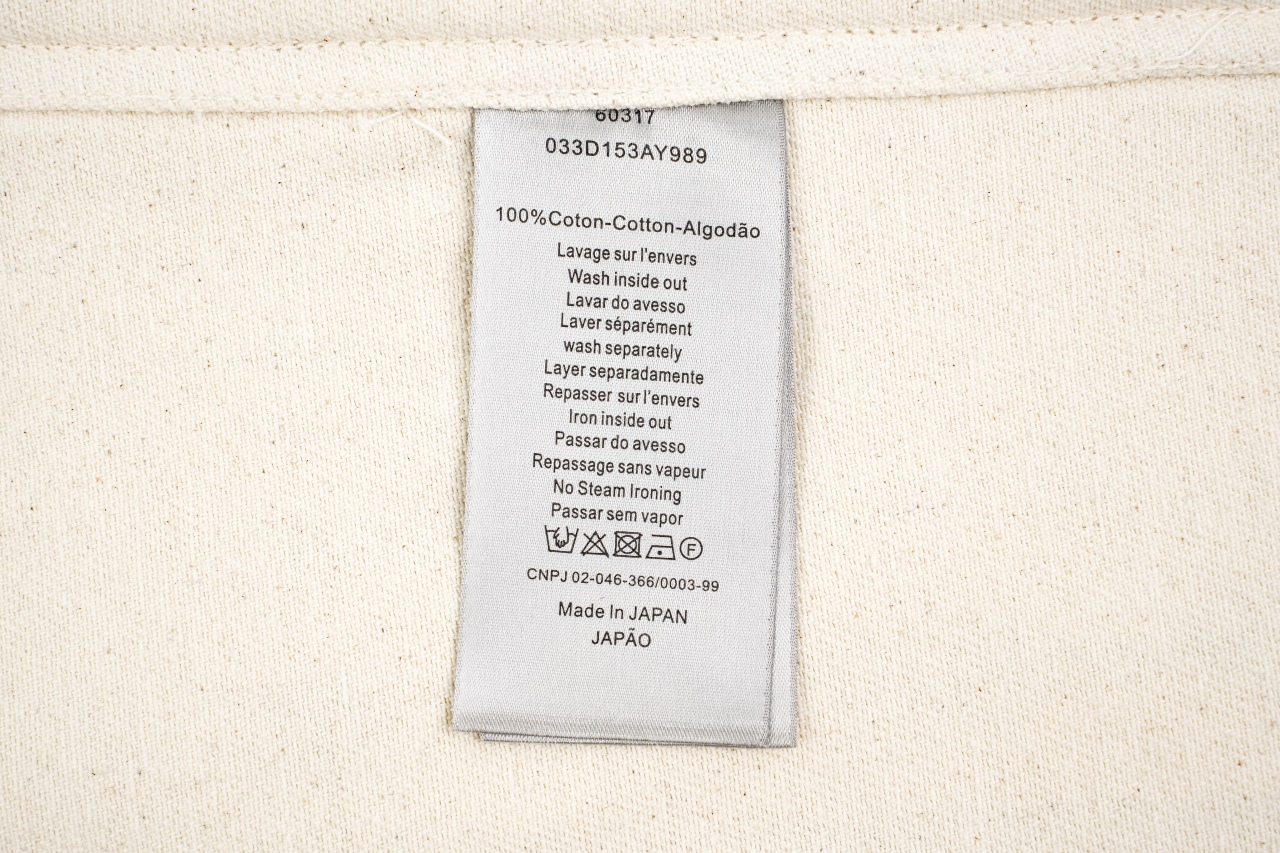 60317
033D153AY989
100%Coton-Cotton-Algodão
Lavage sur l'envers
Wash inside out
Lavar do avesso
Laver séparément
wash separately
Layer separadamente
Repasser sur l'envers
Iron inside out
Passar do avesso
Repassage sans vapeur
No Steam Ironing
Passar sem vapor
F
CNPJ 02-046-366/0003-99
Made In JAPAN
JAPÃO